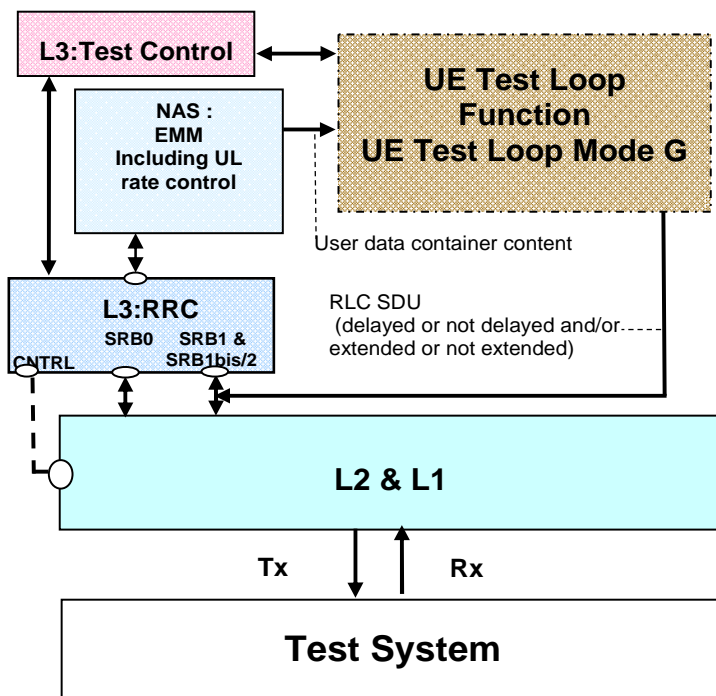 L3:Test Control
UE Test Loop
Function
UE Test Loop Mode G
NAS :
EMM
Including UL
rate control
User data container content
RLC SDU
(delayed or not delayed and/or
extended or not extended)
L3:RRC
SRB0
SRB1 &
SRB1bis/2
CNTRL
L2 & L1
Tx
Rx
Test System